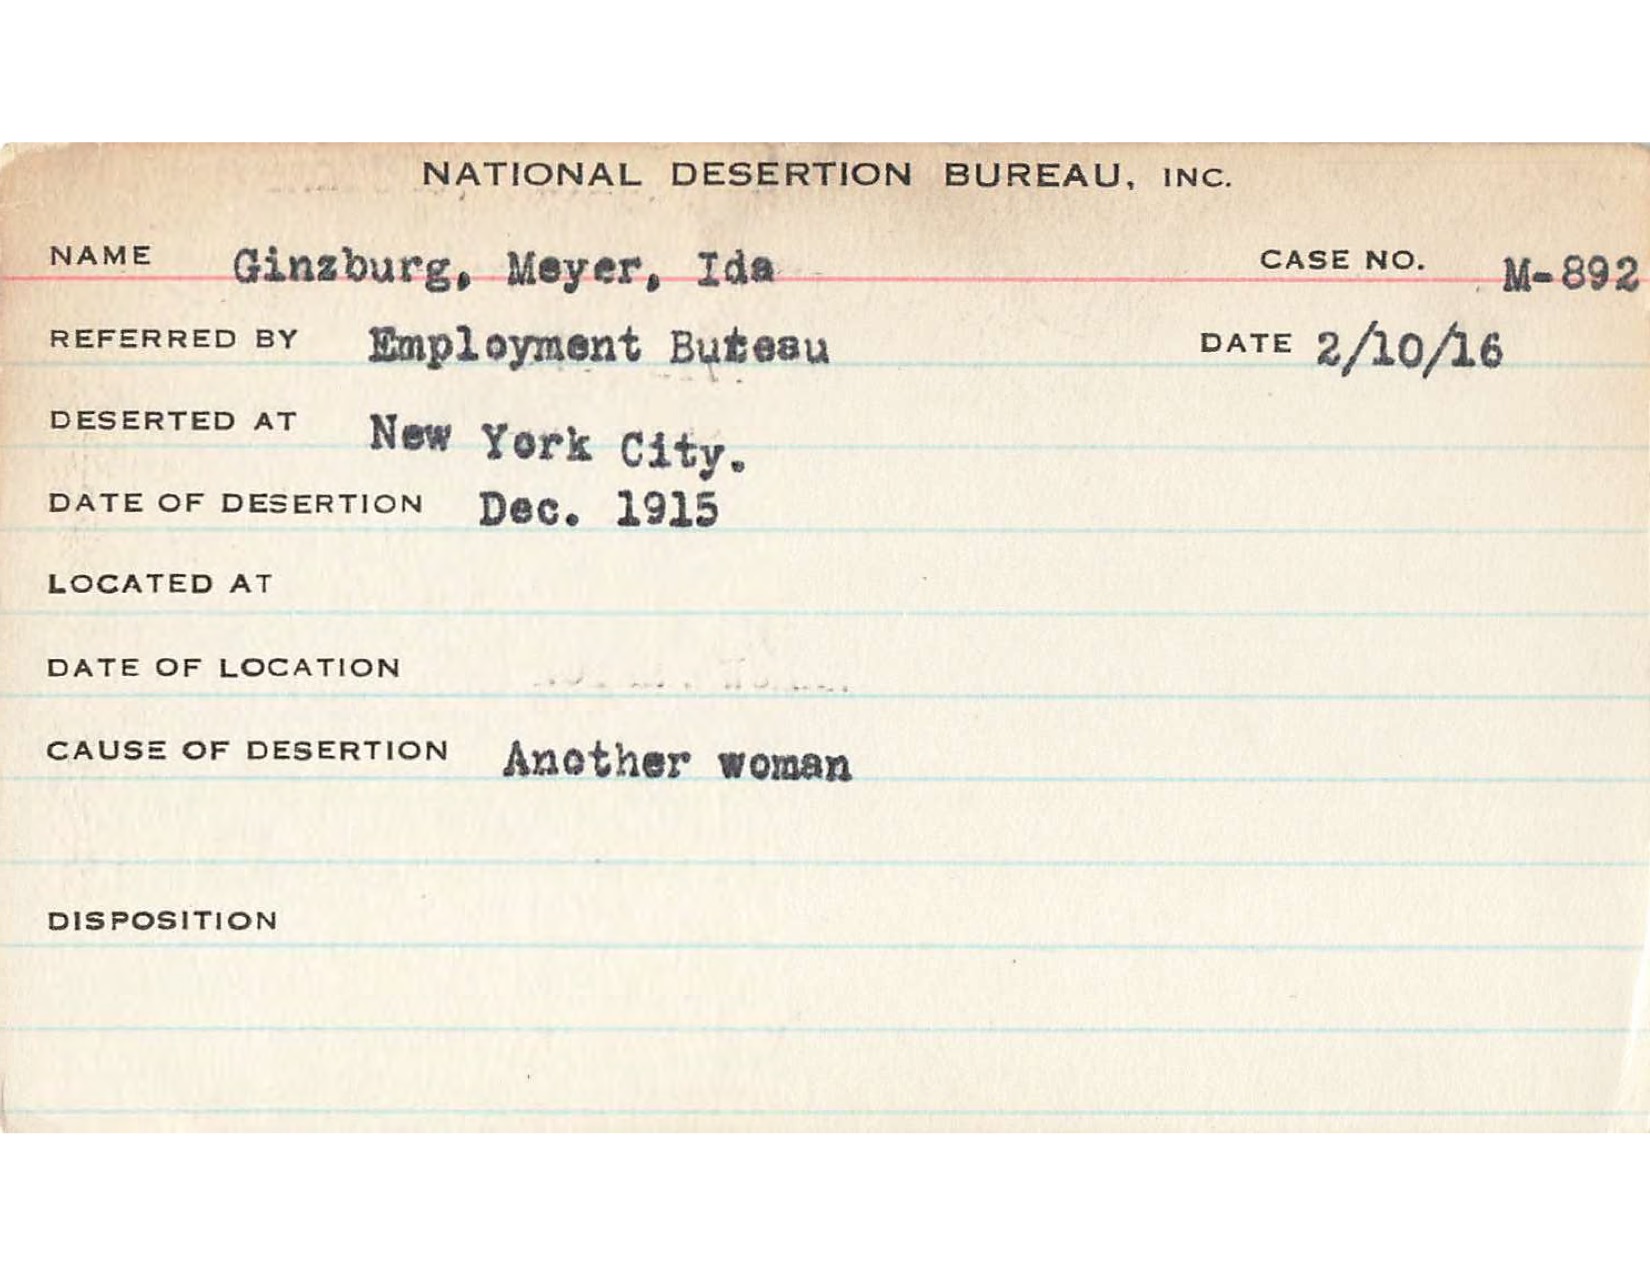 NATIONAL DESERTION BUREAU, INC.
NAME Ginzburg, Meyer, Ida CASE NO. M-892
REFERRED BY Employment Bureau DATE 2/10/16
DESERTED AT New York City.
DATE OF DESERTION Dec. 1915
LOCATED AT
DATE OF LOCATION
CAUSE OF DESERTION Another woman
DISPOSITION